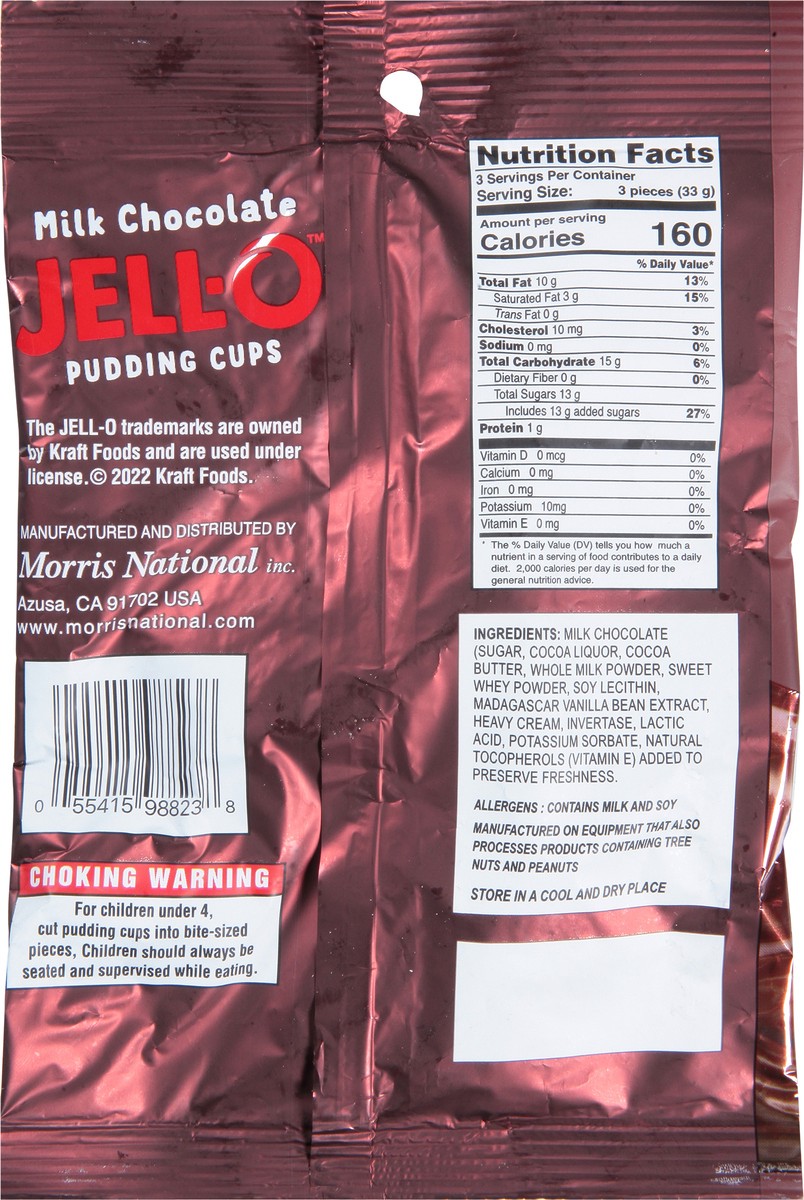 Milk Chocolate
JELL-O™
PUDDING CUPS
The JELL-O trademarks are owned
by Kraft Foods and are used under
license.© 2022 Kraft Foods.
MANUFACTURED AND DISTRIBUTED BY
Morris National inc.
Azusa, CA 91702 USA
www.morrisnational.com
0 55415 98823 8
CHOKING WARNING
For children under 4,
cut pudding cups into bite-sized
pieces, Children should always be
seated and supervised while eating.
Nutrition Facts
3 Servings Per Container
Serving Size: 3 pieces (33 g)
Amount per serving
Calories 160
% Daily Value*
Total Fat 10 g 13%
Saturated Fat 3 g 15%
Trans Fat 0 g
Cholesterol 10 mg 3%
Sodium 0 mg 0%
Total Carbohydrate 15 g 6%
Dietary Fiber 0 g 0%
Total Sugars 13 g
Includes 13 g added sugars 27%
Protein 1 g
Vitamin D 0 mcg 0%
Calcium 0 mg 0%
Iron 0 mg 0%
Potassium 10mg 0%
Vitamin E 0 mg 0%
* The % Daily Value (DV) tells you how much a
nutrient in a serving of food contributes to a daily
diet. 2,000 calories per day is used for the
general nutrition advice.
INGREDIENTS: MILK CHOCOLATE
(SUGAR, COCOA LIQUOR, COCOA
BUTTER, WHOLE MILK POWDER, SWEET
WHEY POWDER, SOY LECITHIN,
MADAGASCAR VANILLA BEAN EXTRACT,
HEAVY CREAM, INVERTASE, LACTIC
ACID, POTASSIUM SORBATE, NATURAL
TOCOPHEROLS (VITAMIN E) ADDED TO
PRESERVE FRESHNESS.
ALLERGENS : CONTAINS MILK AND SOY
MANUFACTURED ON EQUIPMENT THAT ALSO
PROCESSES PRODUCTS CONTAINING TREE
NUTS AND PEANUTS
STORE IN A COOL AND DRY PLACE